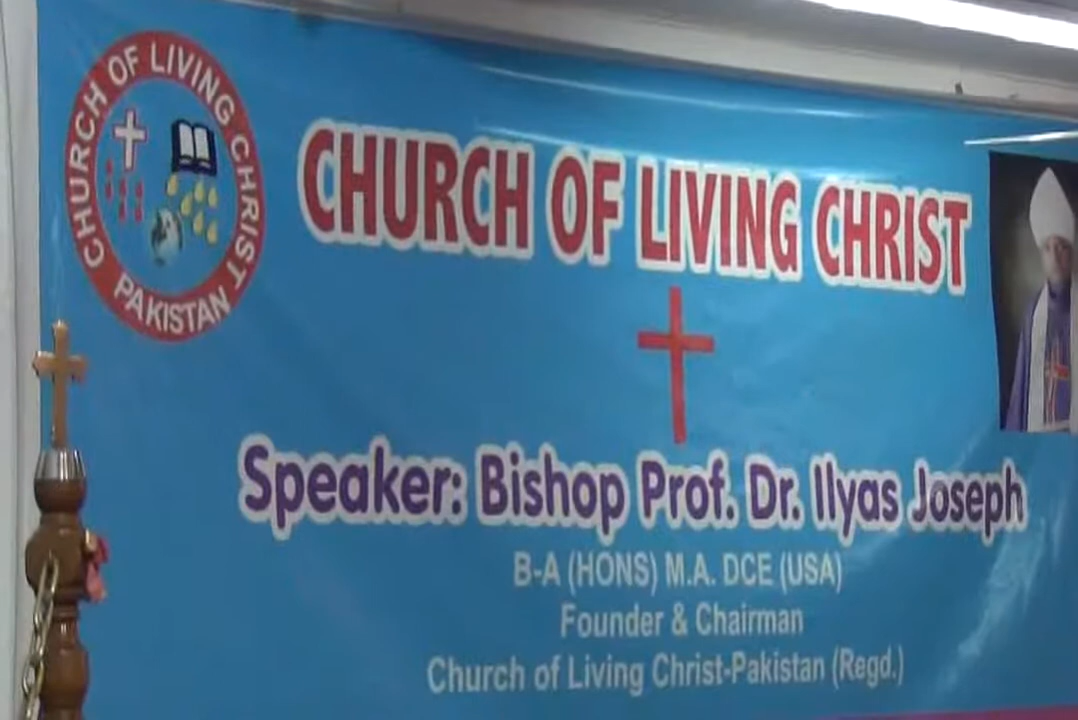 CHURCH OF LIVING CHRIST
PAKISTAN
CHURCH OF LIVING CHRIST
Speaker: Bishop Prof. Dr. Ilyas Joseph
B-A (HONS) M.A. DCE (USA)
Founder & Chairman
Church of Living Christ-Pakistan (Regd.)